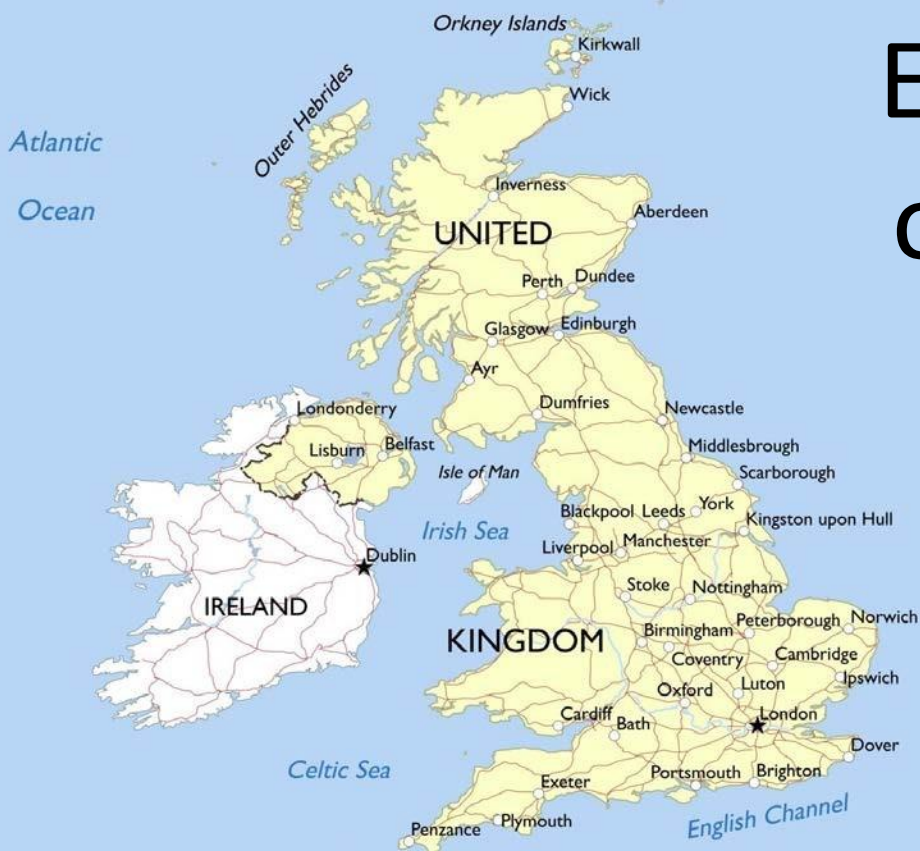 Orkney Islands
Kirkwall
Wick
Outer Hebrides
Atlantic
Ocean
Inverness
Aberdeen
UNITED
Perth
Dundee
Glasgow
Edinburgh
Ayr
Dumfries
Newcastle
Londonderry
Lisburn
Belfast
Middlesbrough
Isle of Man
Scarborough
Blackpool
Leeds
York
Kingston upon Hull
Irish Sea
Liverpool
Manchester
Dublin
Stoke
Nottingham
IRELAND
KINGDOM
Peterborough
Norwich
Birmingham
Coventry
Cambridge
Ipswich
Oxford
Luton
Cardiff
Bath
London
Dover
Celtic Sea
Exeter
Portsmouth
Brighton
English Channel
Penzance
Plymouth